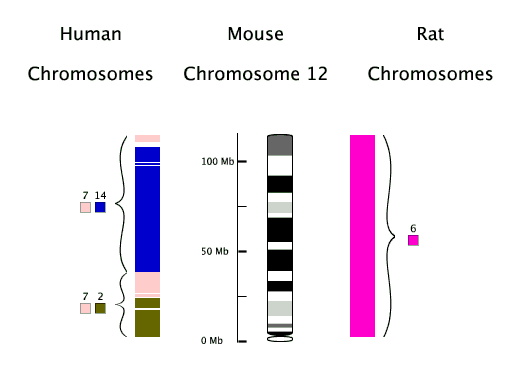 Human
Chromosomes
Mouse
Chromosome 12
Rat
Chromosomes
100 Mb
50 Mb
0 Mb
7 14
7 2
6